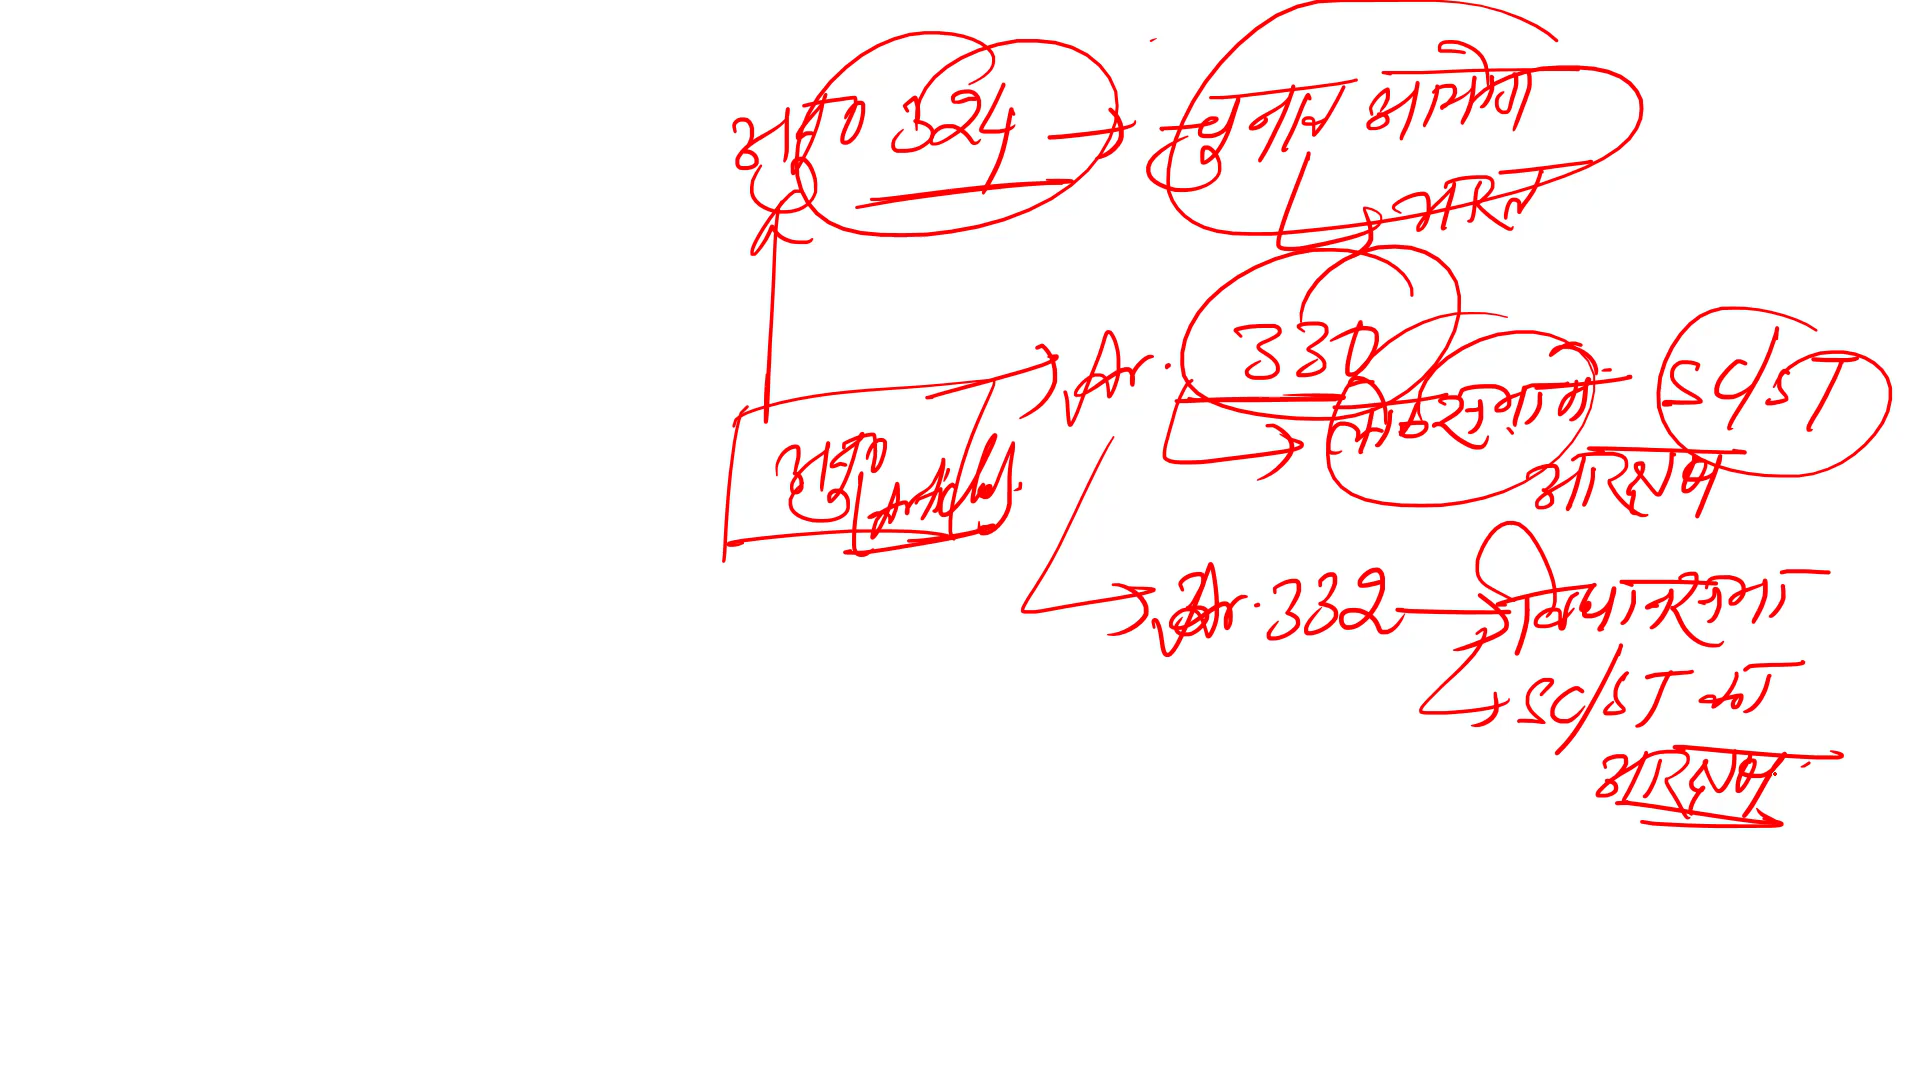 अनु० 324 → चुनाव आयोग
भारत
Ar. 330
लोकसभा में SC/ST
आरक्षण
अनु० Article
Ar. 332 → विधानसभा
SC/ST का
आरक्षण